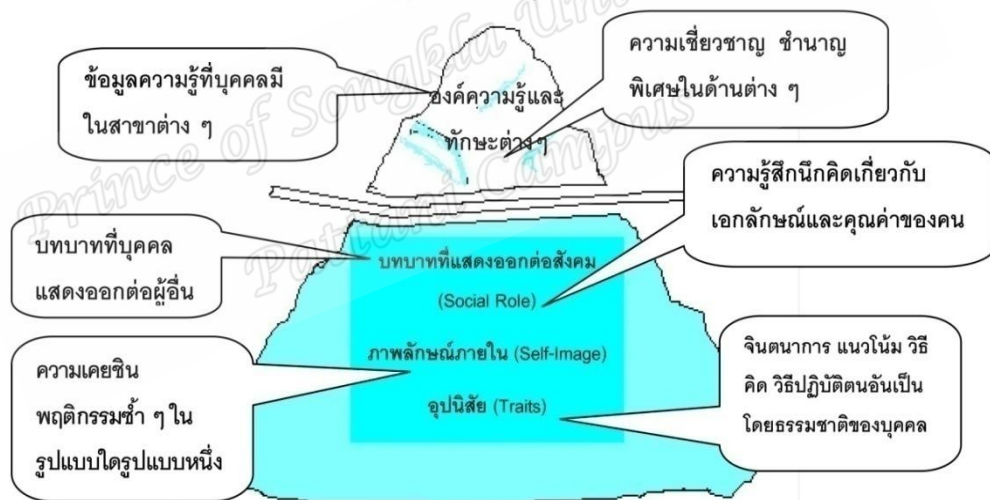 Prince of Songkla Uni
Pattani Campus
ข้อมูลความรู้ที่บุคคลมี
ในสาขาต่าง ๆ
องค์ความรู้และ
ทักษะต่างๆ
ความเชี่ยวชาญ ชำนาญ
พิเศษในด้านต่าง ๆ
ความรู้สึกนึกคิดเกี่ยวกับ
เอกลักษณ์และคุณค่าของคน
บทบาทที่บุคคล
แสดงออกต่อผู้อื่น
บทบาทที่แสดงออกต่อสังคม
(Social Role)
ภาพลักษณ์ภายใน (Self-Image)
อุปนิสัย (Traits)
ความเคยชิน
พฤติกรรมซ้ำ ๆ ใน
รูปแบบใดรูปแบบหนึ่ง
จินตนาการ แนวโน้ม วิธี
คิด วิธีปฏิบัติตนอันเป็น
โดยธรรมชาติของบุคคล